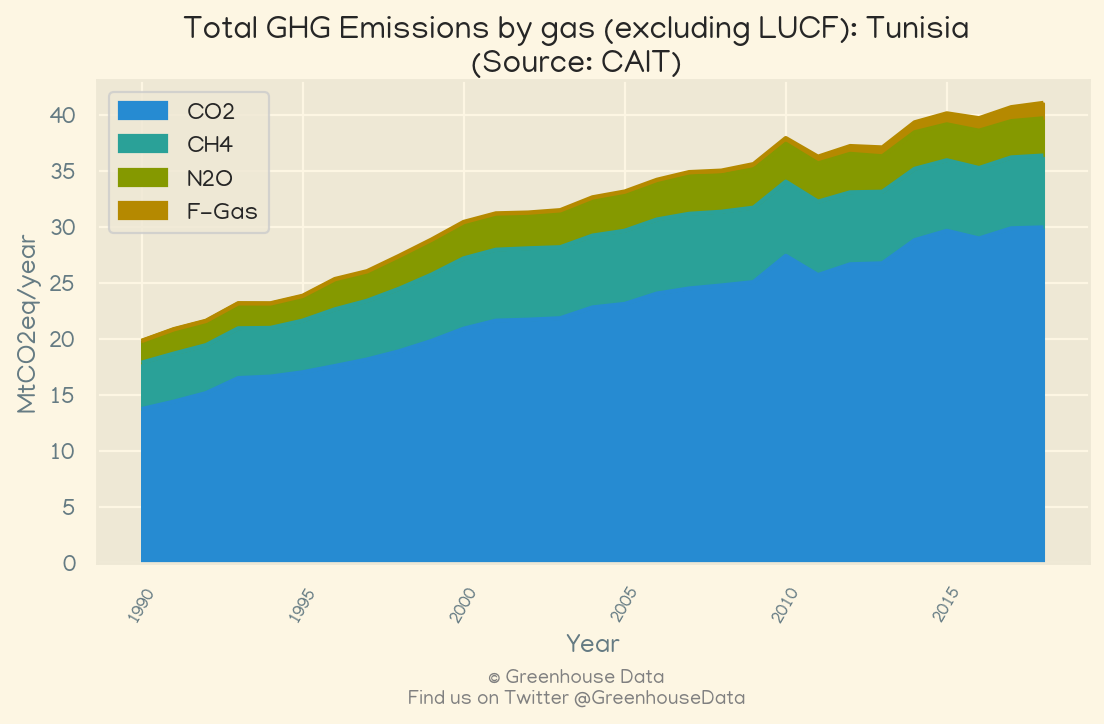 Total GHG Emissions by gas (excluding LUCF): Tunisia
(Source: CAIT)
CO2
CH4
N2O
F-Gas
MtCO2eq/year
40
35
30
25
20
15
10
5
0
1990 1995 2000 2005 2010 2015
Year
© Greenhouse Data
Find us on Twitter @GreenhouseData